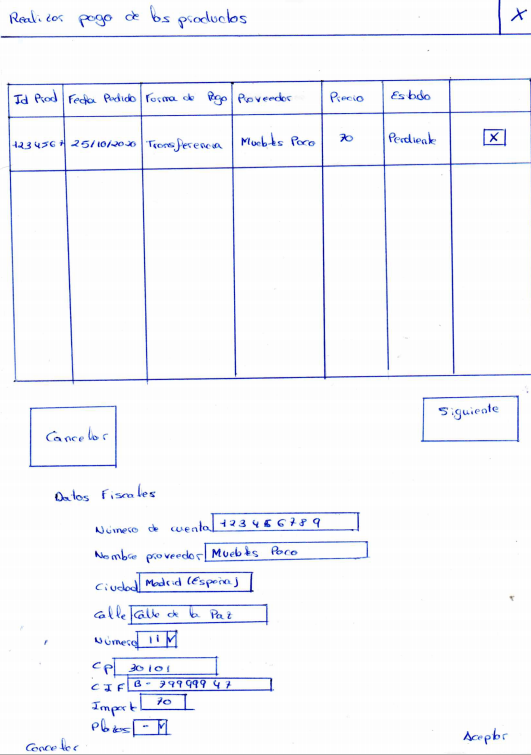 Realizar pago de los productos X
Id Prod Fecha Pedido Forma de Pago Proveedor Precio Estado
1234567 25/10/2020 Transferencia Muebles Paco 70 Pendiente X
Cancelar Siguiente
Datos Fiscales
Número de cuenta 123456789
Nombre proveedor Muebles Paco
Ciudad Madrid (España)
Calle Calle de la Paz
Número 11
CP 30101
CIF B-79999947
Import 70
Plazos -
Cancelar Aceptar